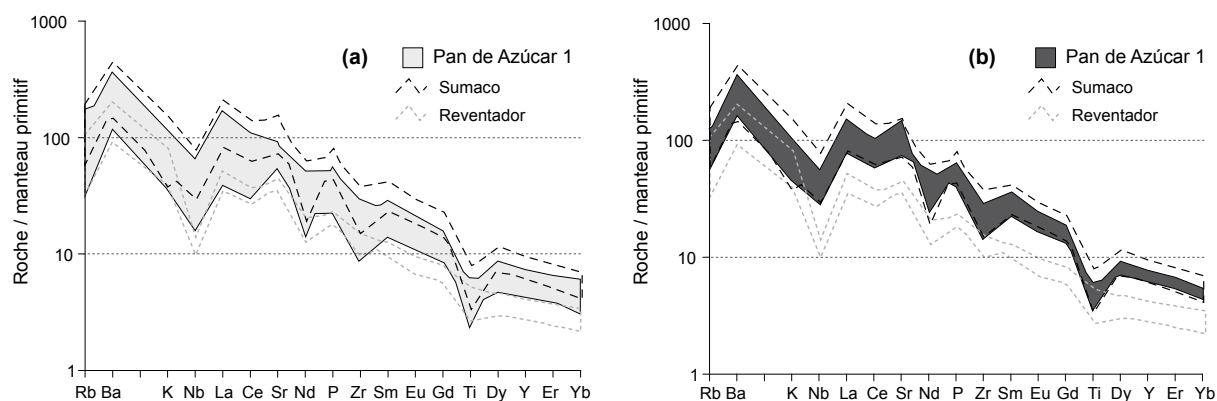 1000
(a)
Pan de Azúcar 1
Sumaco
Reventador
Roche / manteau primitif
100
10
1
Rb Ba K Nb La Ce Sr Nd P Zr Sm Eu Gd Ti Dy Y Er Yb
1000
(b)
Pan de Azúcar 1
Sumaco
Reventador
Roche / manteau primitif
100
10
1
Rb Ba K Nb La Ce Sr Nd P Zr Sm Eu Gd Ti Dy Y Er Yb